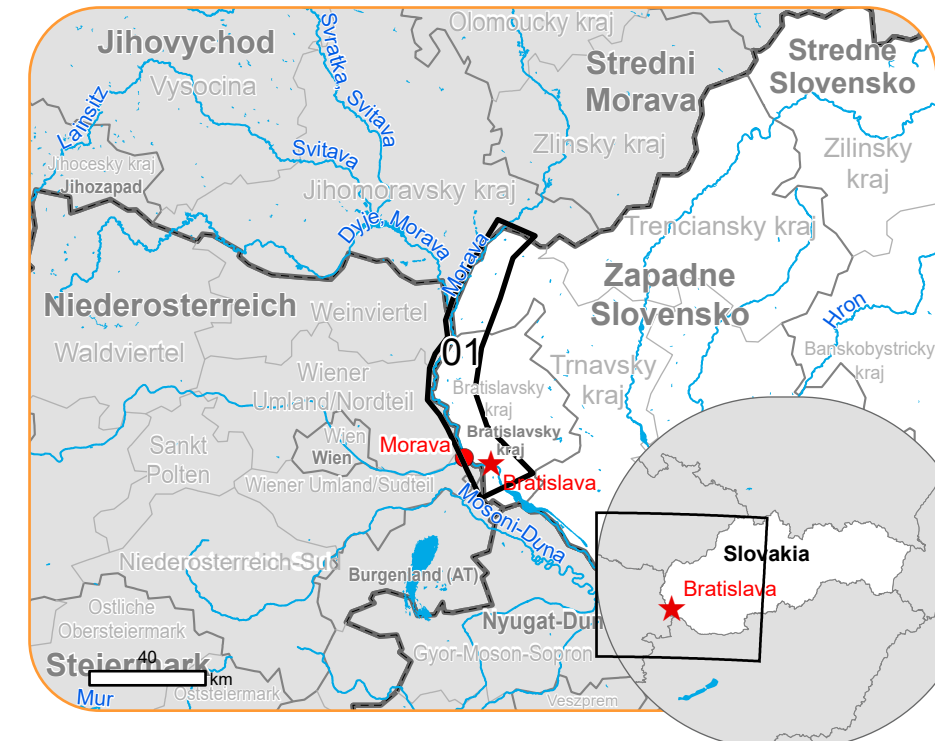 Olomoucky kraj
Jihovychod
Svratka, Svitava
Stredni
Morava
Stredne
Slovensko
Vysocina
Lainsitz
Svitava
Zlinsky kraj
Zilinsky
kraj
Jihocesky kraj
Jihozapad
Jihomoravsky kraj
Dyje, Morava
Morava
Trenciansky kraj
Zapadne
Slovensko
Niederosterreich
Weinviertel
Hron
Waldviertel
01
Banskobystricky
kraj
Wiener
Umland/Nordteil
Trnavsky
kraj
Bratislavsky
kraj
Sankt
Polten
Wien
Wien
Morava
Bratislavsky
kraj
Wiener Umland/Sudteil
Bratislava
Mosoni-Duna
Niederosterreich-Sud
Burgenland (AT)
Slovakia
Bratislava
Ostliche
Obersteiermark
Nyugat-Dun
Gyor-Moson-Sopron
Steiermark
40
km
Mur
Oststeiermark
Veszprem